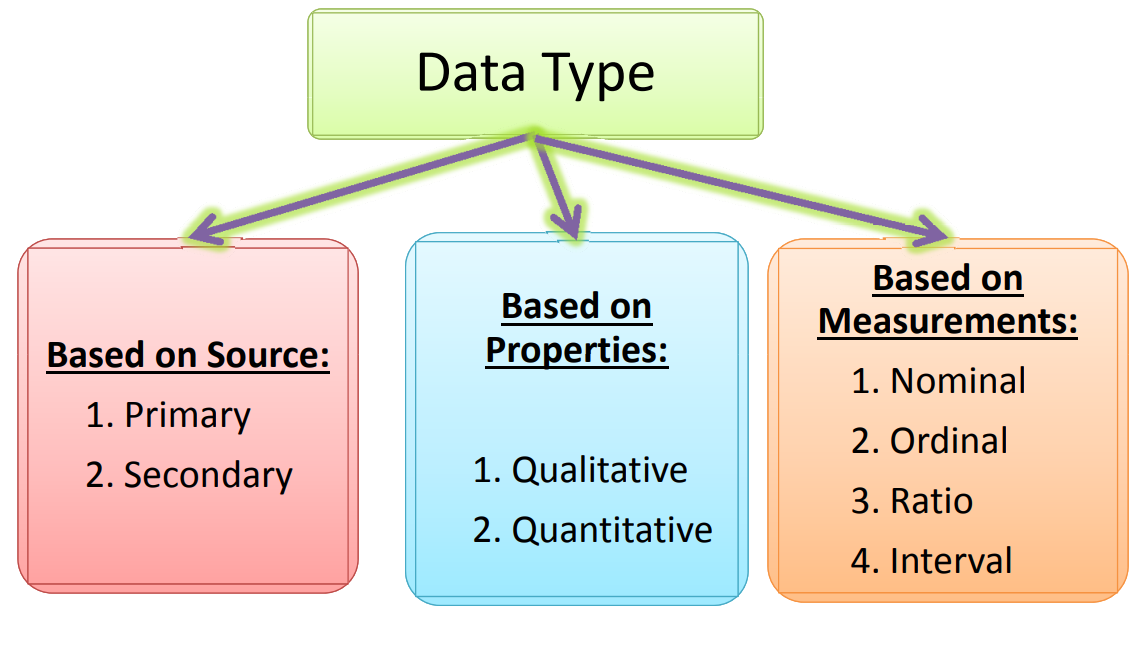 Data Type
Based on Source:
1. Primary
2. Secondary
Based on
Properties:
1. Qualitative
2. Quantitative
Based on
Measurements:
1. Nominal
2. Ordinal
3. Ratio
4. Interval